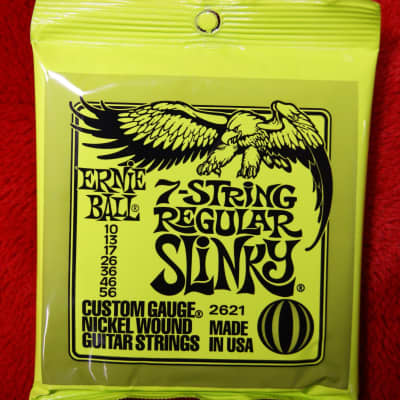 ERNIE
BALL®
7-STRING
REGULAR
SLINKY®
10
13
17
26
36
46
56
CUSTOM GAUGE®
NICKEL WOUND
GUITAR STRINGS
2621
MADE
IN USA